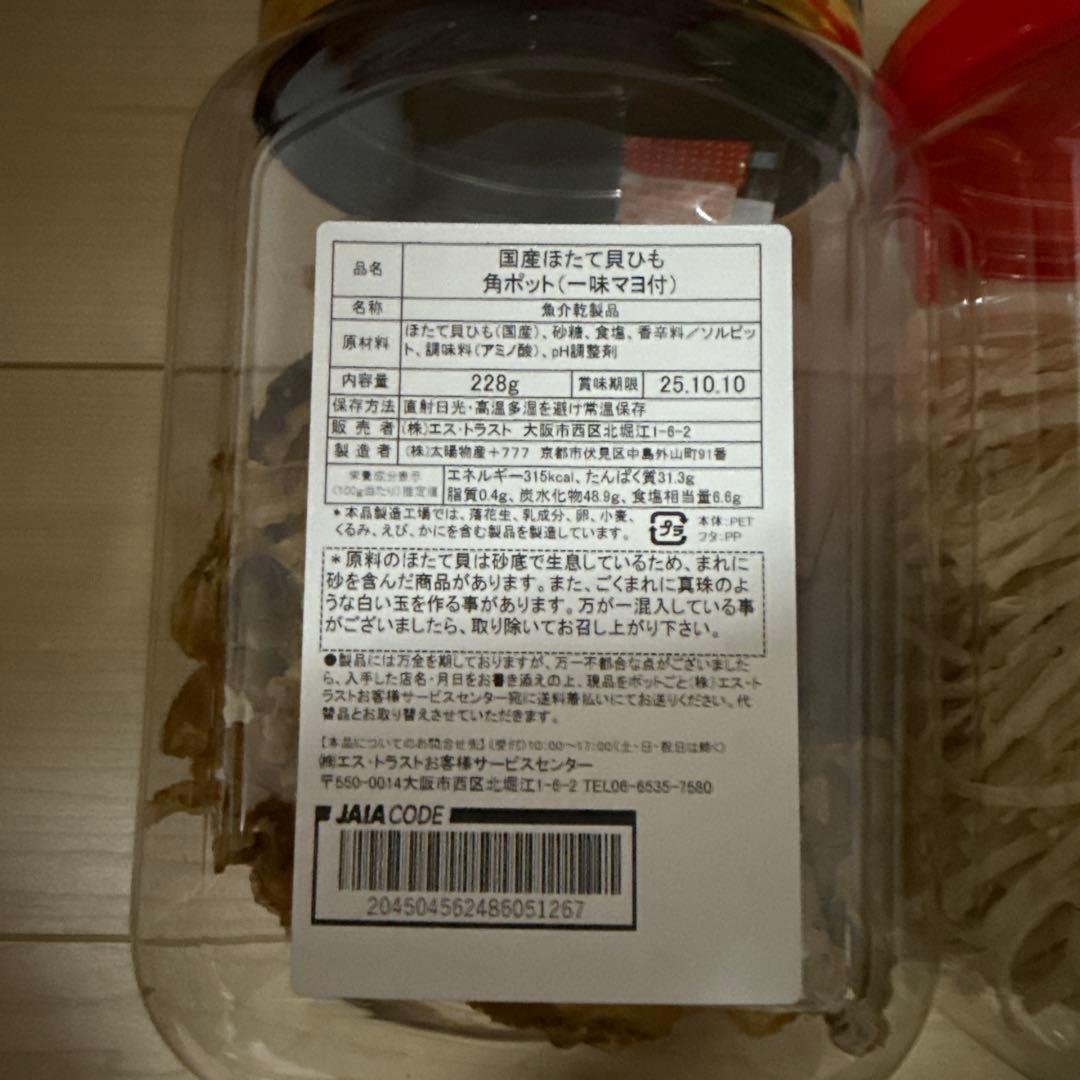 品名 国産ほたて貝ひも
角ポット(一味マヨ付)
名称 魚介乾製品
原材料 ほたて貝ひも(国産)、砂糖、食塩、香辛料/ソルビッ
ト、調味料(アミノ酸)、pH調整剤
内容量 228g 賞味期限 25.10.10
保存方法 直射日光・高温多湿を避け常温保存
販売者 (株)エス・トラスト 大阪市西区北堀江1-6-2
製造者 (株)太陽物産+777 京都市伏見区中島外山町91番
栄養成分表示 エネルギー315kcal、たんぱく質31.3g
(100g当たり)推定値 脂質0.4g、炭水化物48.9g、食塩相当量6.6g
*本品製造工場では、落花生、乳成分、卵、小麦、
くるみ、えび、かにを含む製品を製造しています。
プラ
本体:PET
フタ:PP
*原料のほたて貝は砂底で生息しているため、まれに
砂を含んだ商品があります。また、ごくまれに真珠のよ
うな白い玉を作る事があります。万が一混入している事
がございましたら、取り除いてお召し上がり下さい。
●製品には万全を期しておりますが、万一不都合な点がございました
ら、入手した店名・月日をお書き添えの上、現品をポットごと(株)エス・ト
ラストお客様サービスセンター宛に送料着払いにてお送りください。代
替品とお取り替えさせていただきます。
【本品についてのお問合せ先】(受付)10:00~17:00(土・日・祝日は除く)
(株)エス・トラストお客様サービスセンター
〒550-0014大阪市西区北堀江1-6-2 TEL06-6535-7580
JAIA CODE
204504562486051267